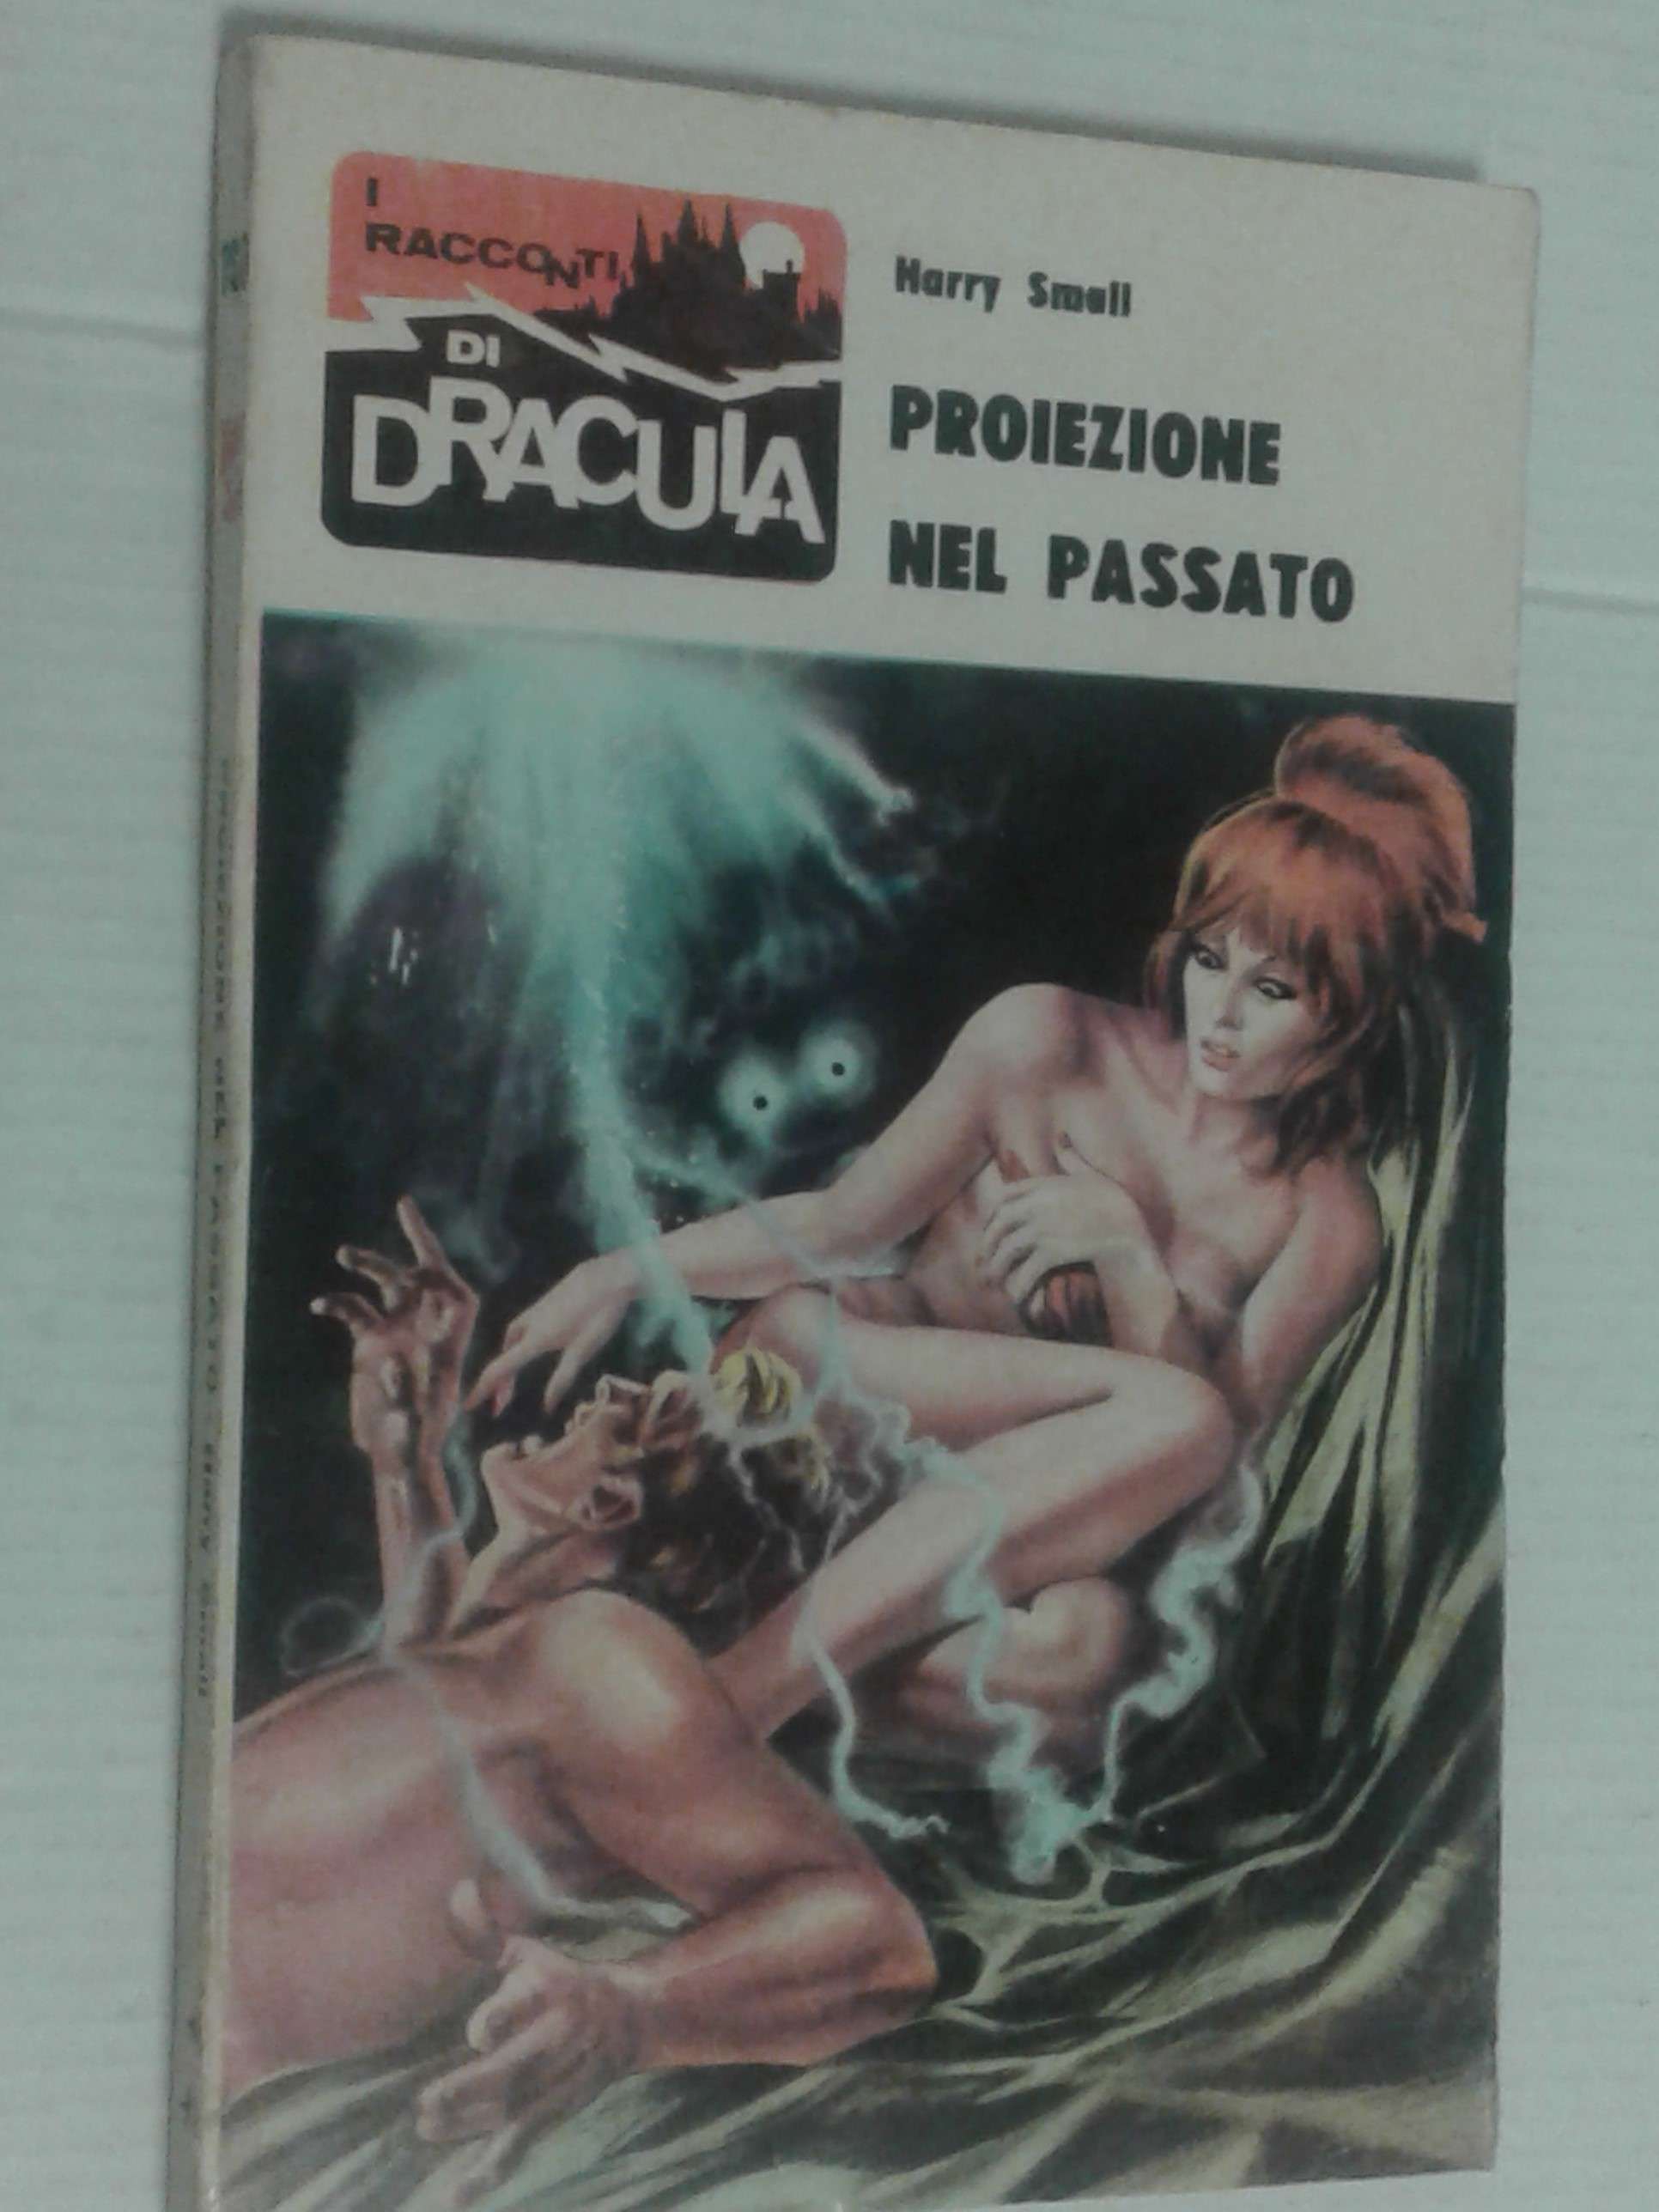 I
RACCONTI
DI
DRACULA
Harry Small
PROIEZIONE
NEL PASSATO